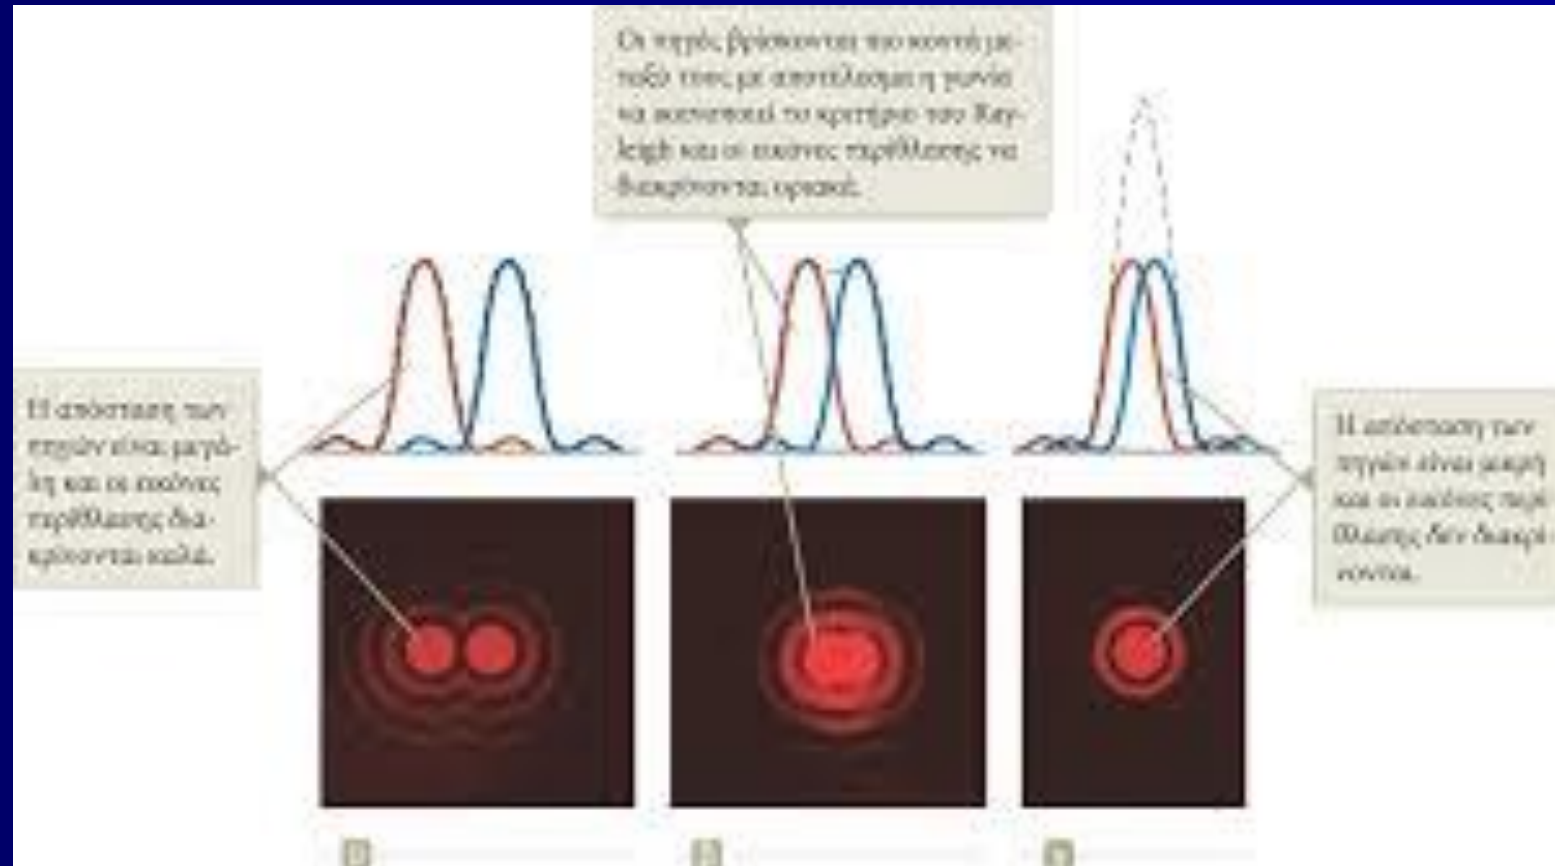 Οι πηγές βρίσκονται πιο κοντά με-
ταξύ τους με αποτέλεσμα η γωνία
να ικανοποιεί το κριτήριο του Ray-
leigh και οι εικόνες περίθλασης να
διακρίνονται οριακά.
Η απόσταση των
πηγών είναι μεγά-
λη και οι εικόνες
περίθλασης δια-
κρίνονται καλά.
Η απόσταση των
πηγών είναι μικρή
και οι εικόνες περί
θλασης δεν διακρί
νονται.